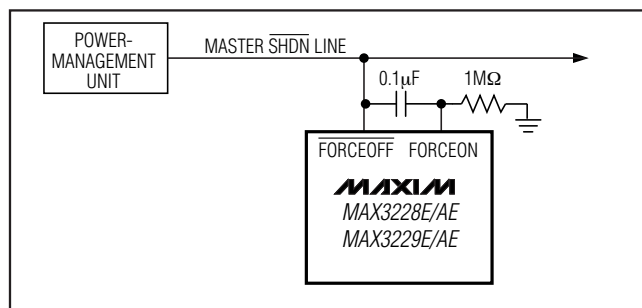 POWER-
MANAGEMENT
UNIT
MASTER SHDN LINE
0.1μF
1MΩ
FORCEOFF FORCEON
MAXIM
MAX3228E/AE
MAX3229E/AE